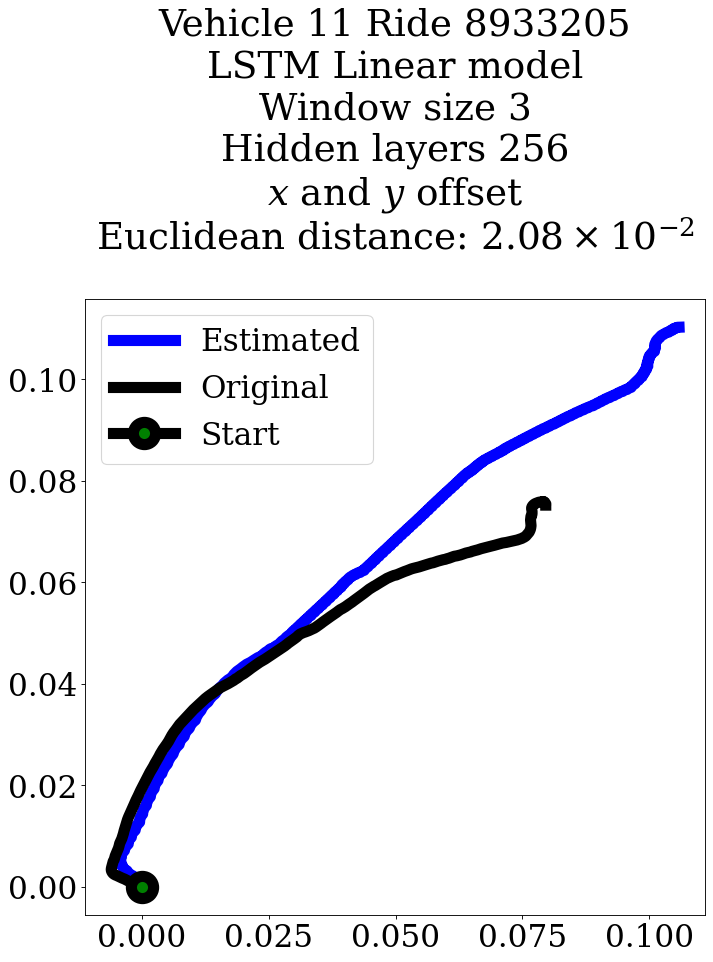 Vehicle 11 Ride 8933205
LSTM Linear model
Window size 3
Hidden layers 256
x and y offset
Euclidean distance: 2.08 × 10⁻²
Estimated
Original
Start
0.10
0.08
0.06
0.04
0.02
0.00
0.000 0.025 0.050 0.075 0.100